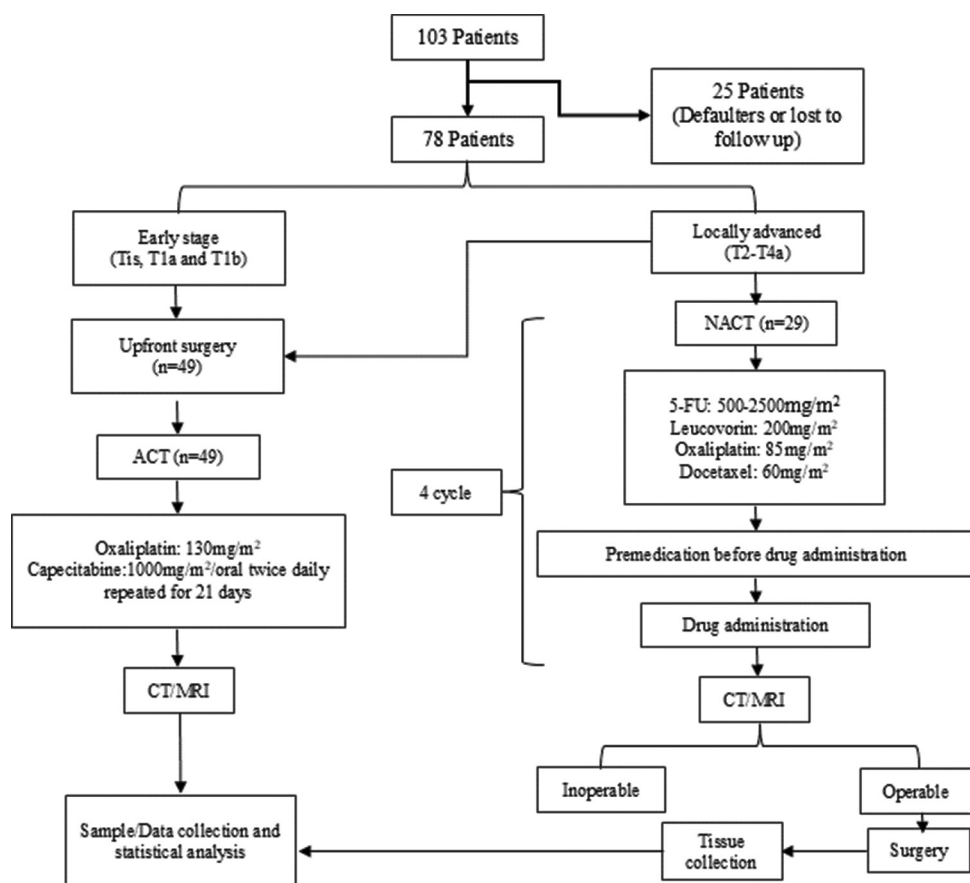 103 Patients
25 Patients
(Defaulters or lost to
follow up)
78 Patients
Early stage
(Tis, T1a and T1b)
Locally advanced
(T2-T4a)
Upfront surgery
(n=49)
NACT (n=29)
ACT (n=49)
5-FU: 500-2500mg/m²
Leucovorin: 200mg/m²
Oxaliplatin: 85mg/m²
Docetaxel: 60mg/m²
4 cycle
Oxaliplatin: 130mg/m²
Capecitabine:1000mg/m²/oral twice daily
repeated for 21 days
Premedication before drug administration
Drug administration
CT/MRI
CT/MRI
Inoperable
Operable
Sample/Data collection and
statistical analysis
Tissue
collection
Surgery